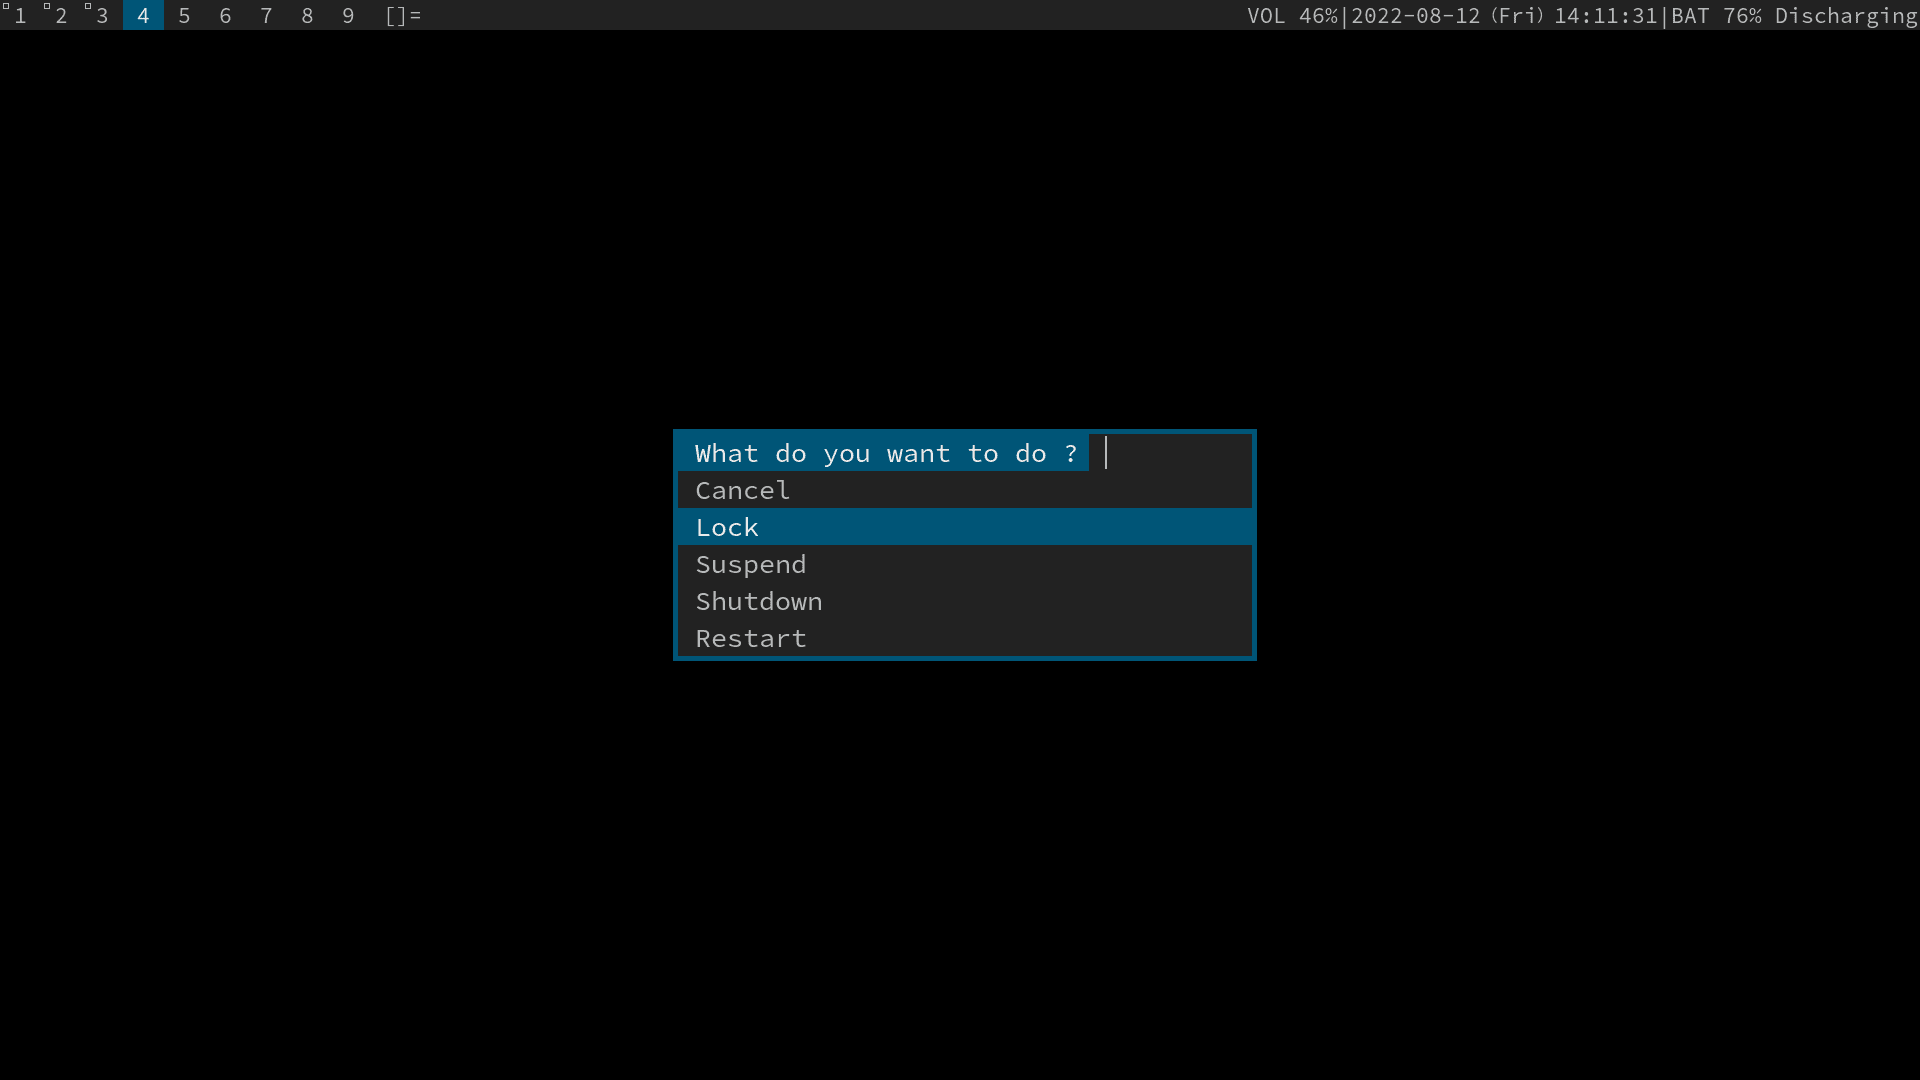 1 2 3 4 5 6 7 8 9 []= VOL 46%|2022-08-12 (Fri) 14:11:31|BAT 76% Discharging
What do you want to do ?
Cancel
Lock
Suspend
Shutdown
Restart